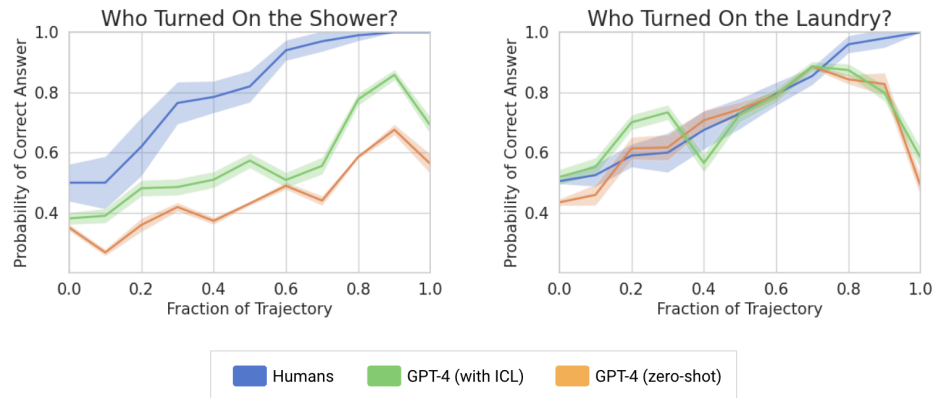 Who Turned On the Shower?
Probability of Correct Answer
1.0
0.8
0.6
0.4
0.0 0.2 0.4 0.6 0.8 1.0
Fraction of Trajectory
Who Turned On the Laundry?
Probability of Correct Answer
1.0
0.8
0.6
0.4
0.0 0.2 0.4 0.6 0.8 1.0
Fraction of Trajectory
Humans GPT-4 (with ICL) GPT-4 (zero-shot)